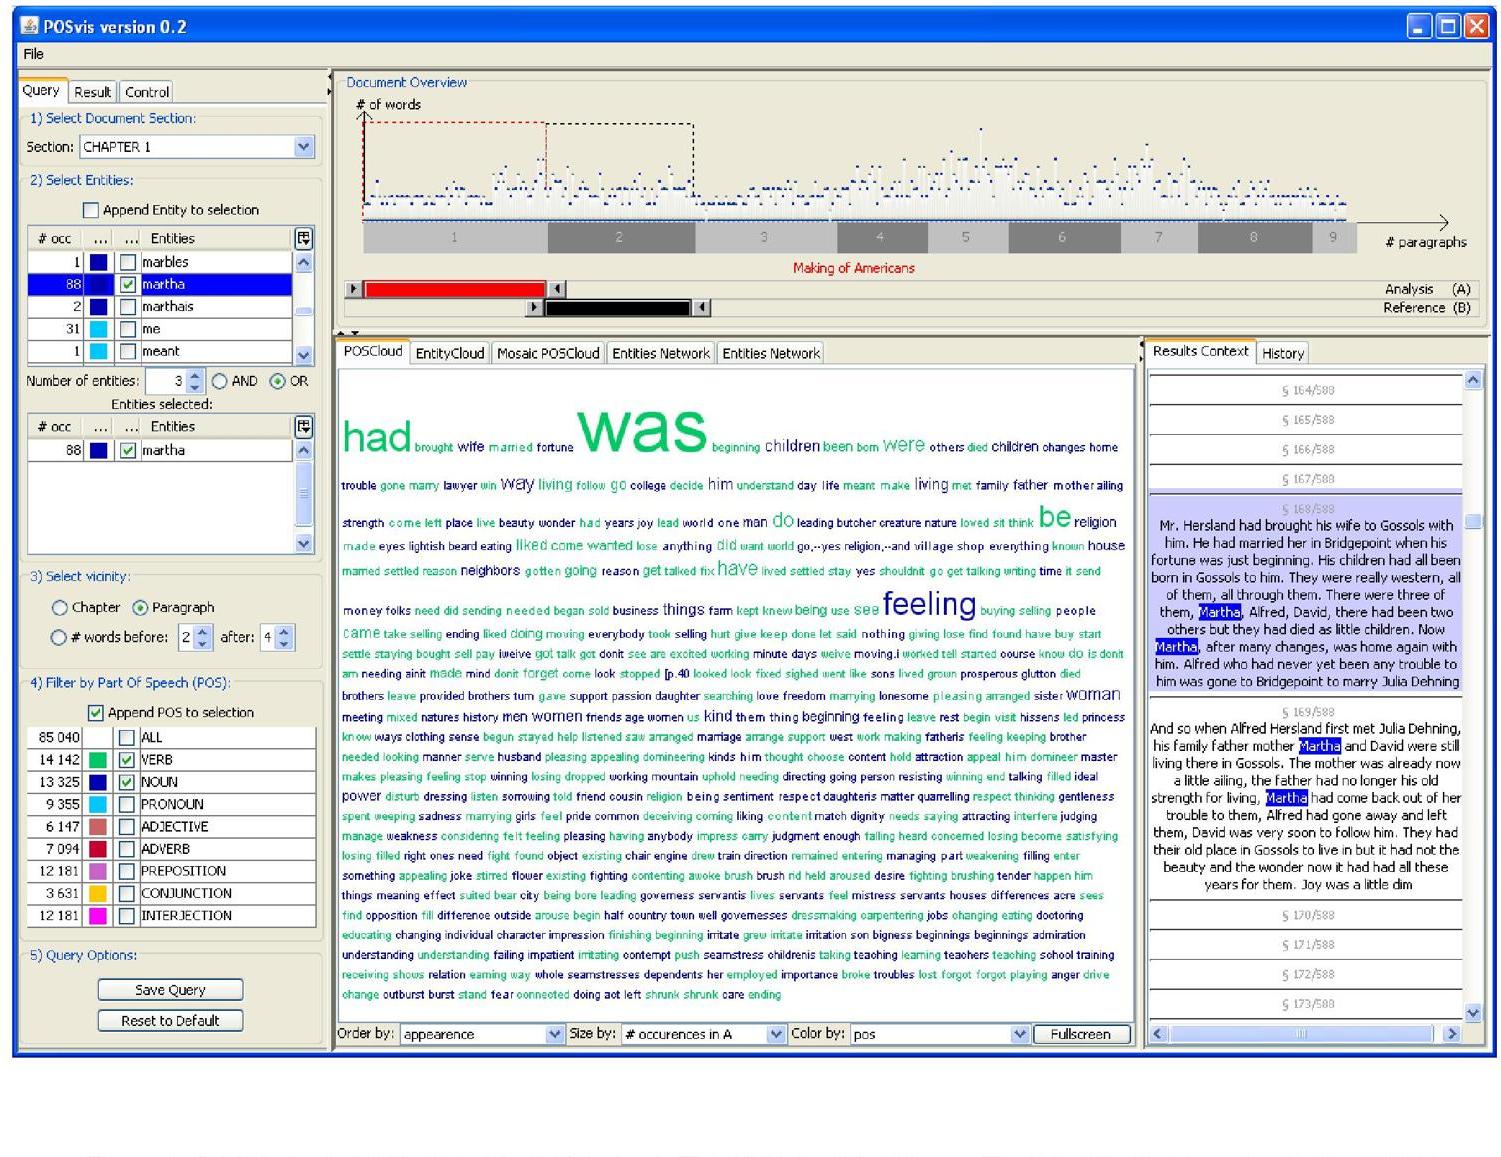 POSvis version 0.2
File
Query Result Control
1) Select Document Section:
Section: CHAPTER 1
2) Select Entities:
Append Entity to selection
# occ ... ... Entities
1 marbles
88 martha
2 marthais
31 me
1 meant
Number of entities: 3 AND OR
Entities selected:
# occ ... ... Entities
88 martha
3) Select vicinity:
Chapter Paragraph
# words before: 2 after: 4
4) Filter by Part Of Speech (POS):
Append POS to selection
85 040 ALL
14 142 VERB
13 325 NOUN
9 355 PRONOUN
6 147 ADJECTIVE
7 094 ADVERB
12 181 PREPOSITION
3 631 CONJUNCTION
12 181 INTERJECTION
5) Query Options:
Save Query
Reset to Default
Document Overview
# of words
1 2 3 4 5 6 7 8 9
# paragraphs
Making of Americans
Analysis (A)
Reference (B)
POSCloud EntityCloud Mosaic POSCloud Entities Network Entities Network
had brought wife married fortune was beginning children been born were others died children changes home
trouble gone marry lawyer win way living follow go college decide him understand day life meant make living met family father mother ailing
strength come left place live beauty wonder had years joy lead world one man do leading butcher creature nature loved sit think be religion
made eyes lightish beard eating liked come wanted lose anything did want world go,--yes religion,--and village shop everything known house
married settled reason neighbors gotten going reason get talked fix have lived settled stay yes shouldnit go get talking writing time it send
money folks need did sending needed began sold business things farm kept knew being use see feeling buying selling people
came take selling ending liked doing moving everybody took selling hurt give keep done let said nothing giving lose find found have buy start
settle staying bought sell pay iweive got talk got donit see are excited working minute days weive moving.i worked tell started course know do is donit
am needing ainit made mind donit forget come look stopped [p.40 looked look fixed sighed went like sons lived grown prosperous glutton died
brothers leave provided brothers turn gave support passion daughter searching love freedom marrying lonesome pleasing arranged sister woman
meeting mixed natures history men women friends age women us kind them thing beginning feeling leave rest begin visit hissens led princess
know ways clothing sense begun stayed help listened saw arranged marriage arrange support west work making fatheris feeling keeping brother
needed looking manner serve husband pleasing appealing domineering kinds him thought choose content hold attraction appeal him domineer master
makes pleasing feeling stop winning losing dropped working mountain uphold needing directing going person resisting winning end talking filled ideal
power disturb dressing listen sorrowing told friend cousin religion being sentiment respect daughteris matter quarrelling respect thinking gentleness
spent weeping sadness marrying girls feel pride common deceiving coming liking content match dignity needs saying attracting interfere judging
manage weakness considering felt feeling pleasing having anybody impress carry judgment enough falling heard concerned losing become satisfying
losing filled right ones need fight found object existing chair engine drew train direction remained entering managing part weakening filling enter
something appealing joke stirred flower existing fighting contenting awoke brush brush rid held aroused desire fighting brushing tender happen him
things meaning effect suited bear city being bore leading governess servantis lives servants feel mistress servants houses differences acre sees
find opposition fill difference outside arouse begin half country town well governesses dressmaking carpentering jobs changing eating doctoring
educating changing individual character impression finishing beginning irritate grew irritate irritation son bigness beginnings beginnings admiration
understanding understanding failing impatient irritating contempt push seamstress childrenis taking teaching learning teachers teaching school training
receiving shows relation earning way whole seamstresses dependents her employed importance broke troubles lost forgot forgot playing anger drive
change outburst burst stand fear connected doing act left shrunk shrunk care ending
Order by: appearence Size by: # occurences in A Color by: pos Fullscreen
Results Context History
§ 164/588
§ 165/588
§ 166/588
§ 167/588
§ 168/588
Mr. Hersland had brought his wife to Gossols with
him. He had married her in Bridgepoint when his
fortune was just beginning. His children had all been
born in Gossols to him. They were really western, all
of them, all through them. There were three of
them, Martha, Alfred, David, there had been two
others but they had died as little children. Now
Martha, after many changes, was home again with
him. Alfred who had never yet been any trouble to
him was gone to Bridgepoint to marry Julia Dehning
§ 169/588
And so when Alfred Hersland first met Julia Dehning,
his family father mother Martha and David were still
living there in Gossols. The mother was already now
a little ailing, the father had no longer his old
strength for living, Martha had come back out of her
trouble to them, Alfred had gone away and left
them, David was very soon to follow him. They had
their old place in Gossols to live in but it had not the
beauty and the wonder now it had had all these
years for them. Joy was a little dim
§ 170/588
§ 171/588
§ 172/588
§ 173/588